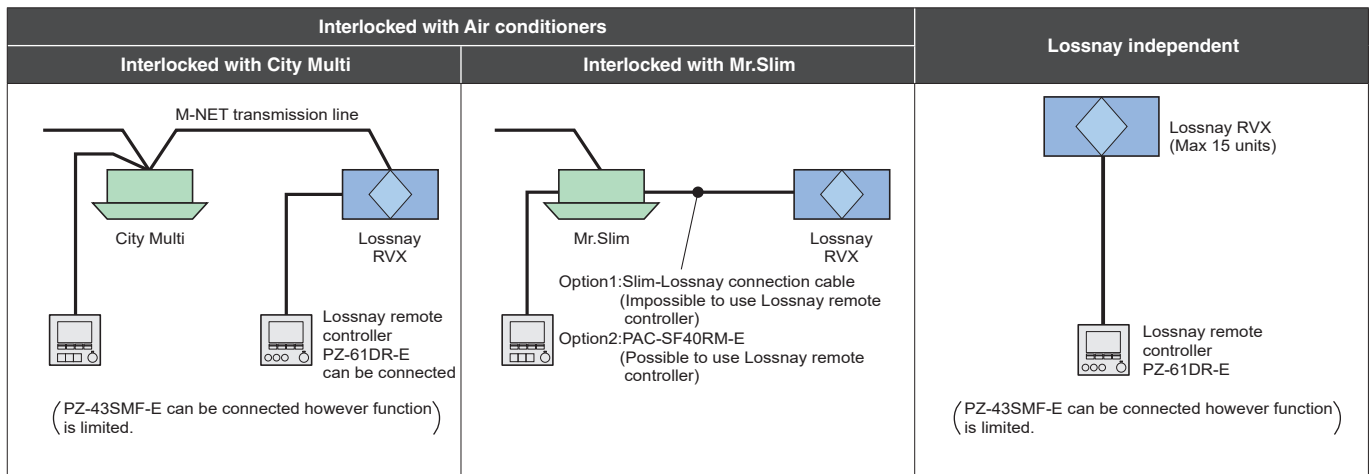 Interlocked with Air conditioners
Lossnay independent
Interlocked with City Multi
Interlocked with Mr.Slim
M-NET transmission line
City Multi
Lossnay
RVX
Lossnay remote
controller
PZ-61DR-E
can be connected
(PZ-43SMF-E can be connected however function
is limited.)
Mr.Slim
Lossnay
RVX
Option1:Slim-Lossnay connection cable
(Impossible to use Lossnay remote
controller)
Option2:PAC-SF40RM-E
(Possible to use Lossnay remote
controller)
Lossnay RVX
(Max 15 units)
Lossnay remote
controller
PZ-61DR-E
(PZ-43SMF-E can be connected however function
is limited.)